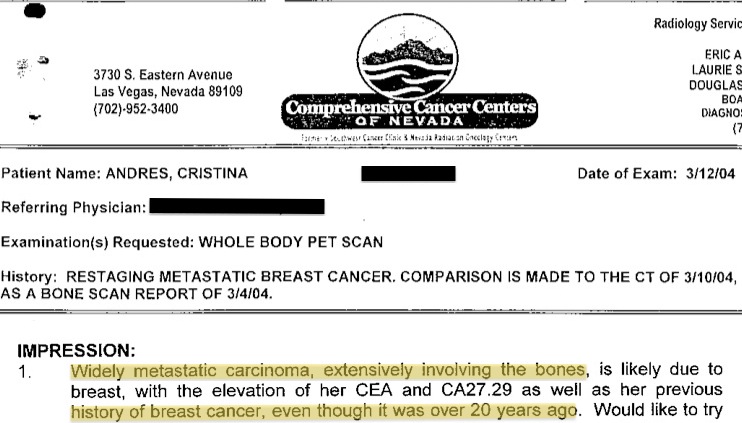 Radiology Servic
ERIC A
LAURIE S
DOUGLAS
BOA
DIAGNOS
(7
3730 S. Eastern Avenue
Las Vegas, Nevada 89109
(702)-952-3400
Comprehensive Cancer Centers
OF NEVADA
Formerly Southwest Cancer Clinic & Nevada Radiation Oncology Centers
Patient Name: ANDRES, CRISTINA
Date of Exam: 3/12/04
Referring Physician:
Examination(s) Requested: WHOLE BODY PET SCAN
History: RESTAGING METASTATIC BREAST CANCER. COMPARISON IS MADE TO THE CT OF 3/10/04,
AS A BONE SCAN REPORT OF 3/4/04.
IMPRESSION:
1. Widely metastatic carcinoma, extensively involving the bones, is likely due to
breast, with the elevation of her CEA and CA27.29 as well as her previous
history of breast cancer, even though it was over 20 years ago. Would like to try